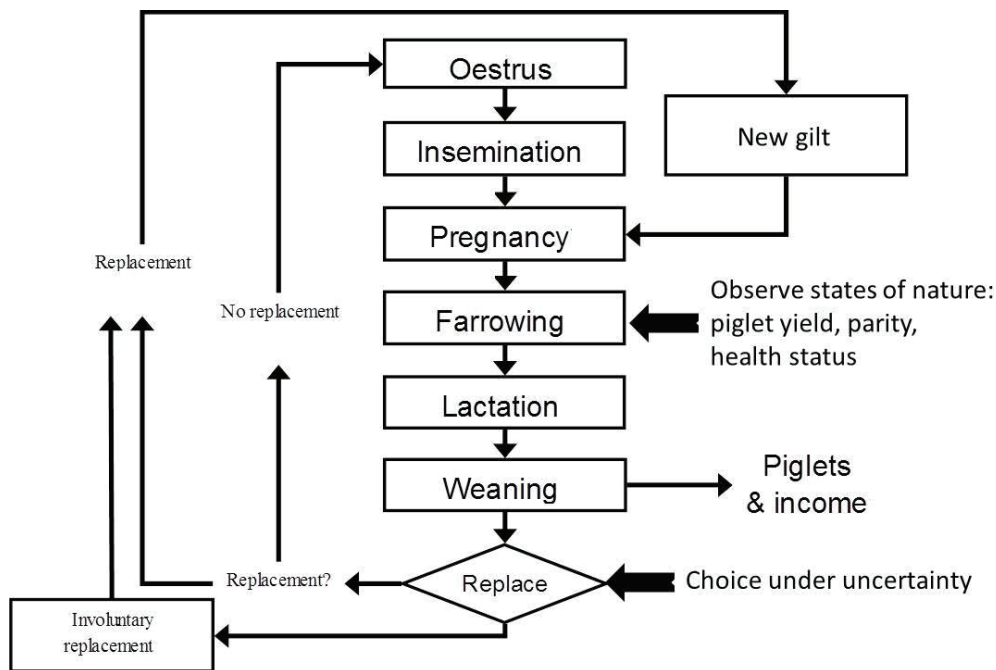 Oestrus
Insemination
New gilt
Pregnancy
Replacement
No replacement
Farrowing
Observe states of nature:
piglet yield, parity,
health status
Lactation
Weaning
Piglets
& income
Replacement?
Replace
Choice under uncertainty
Involuntary
replacement